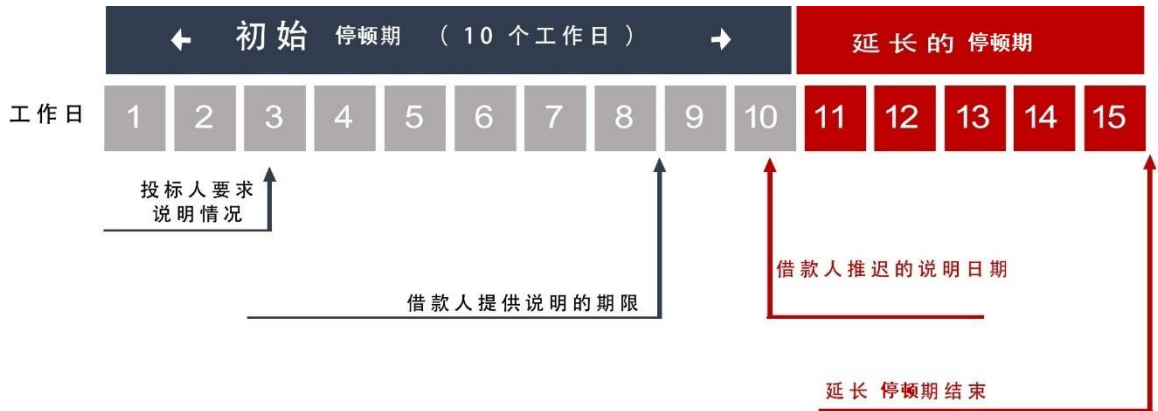 初始 停顿期 （10个工作日）
延长的 停顿期
工作日 1 2 3 4 5 6 7 8 9 10 11 12 13 14 15
投标人要求
说明情况
借款人推迟的说明日期
借款人提供说明的期限
延长 停顿期结束